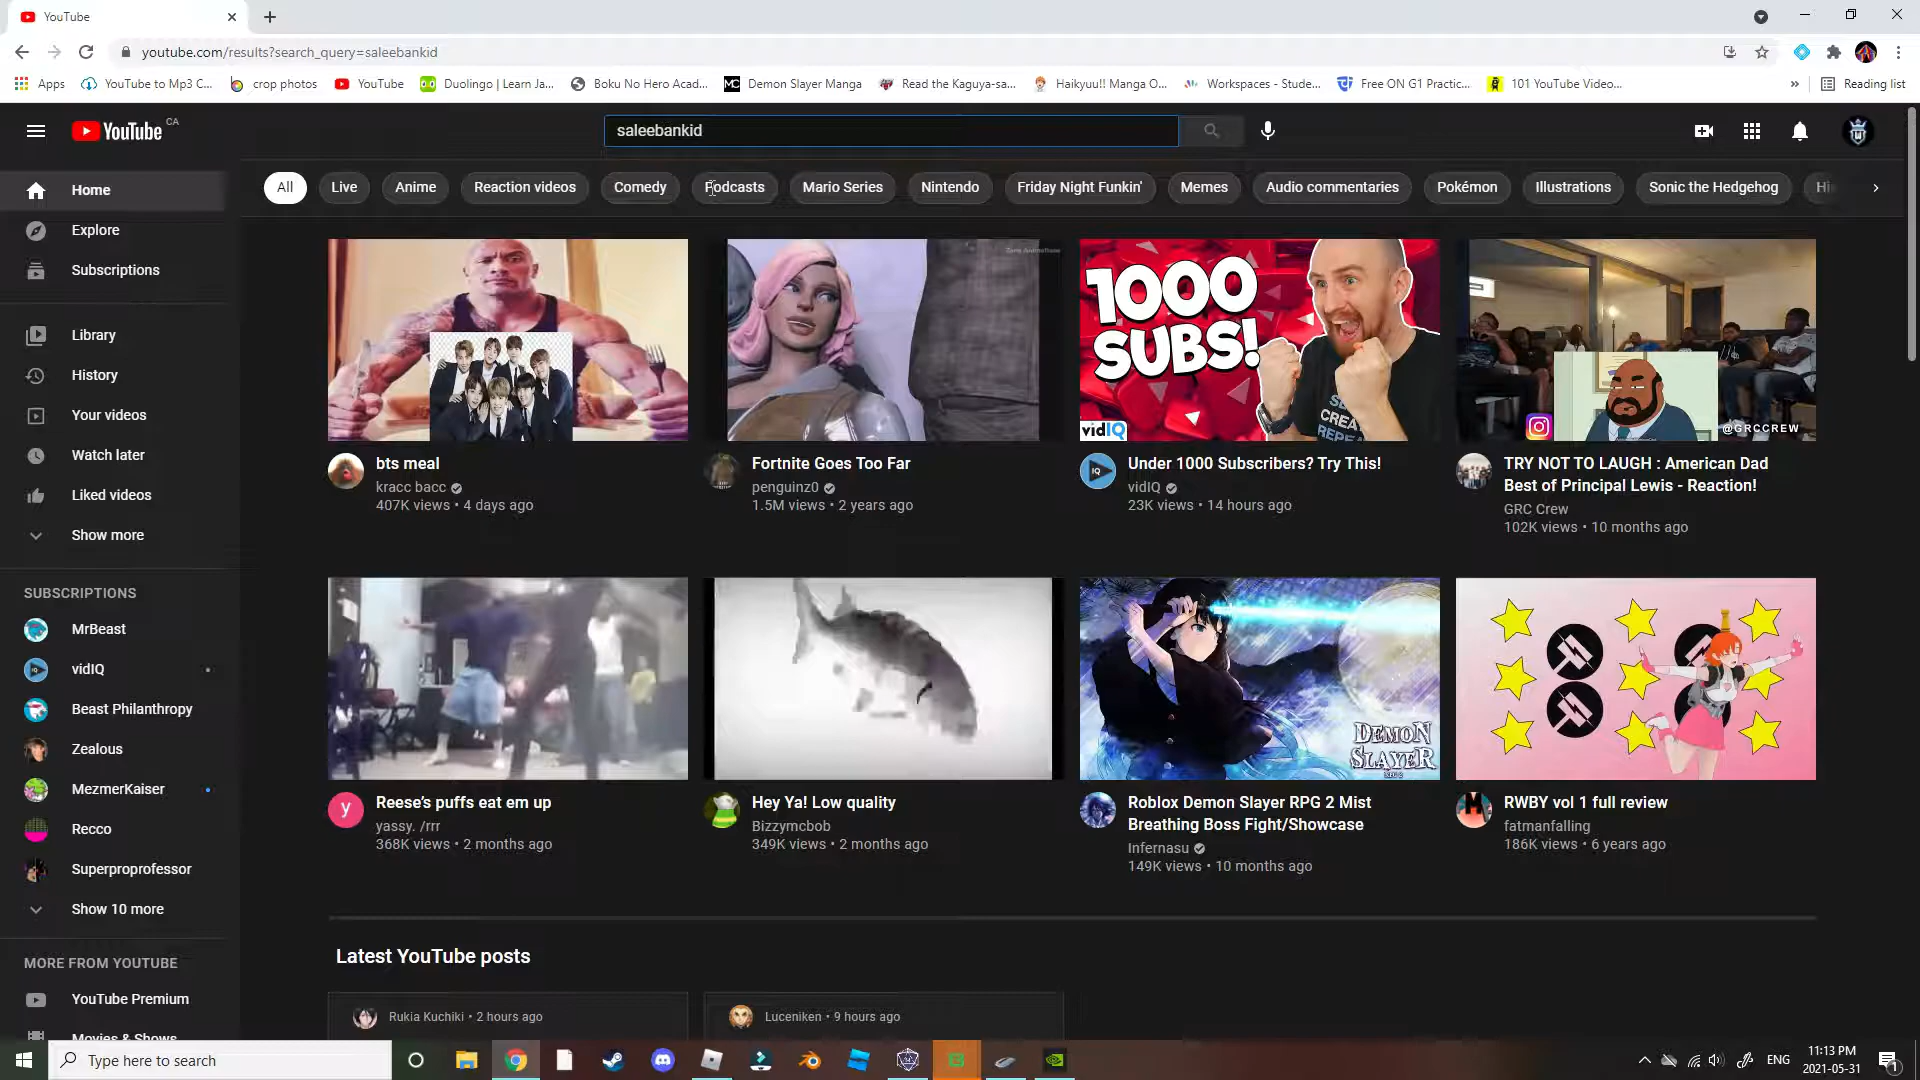 YouTube
youtube.com/results?search_query=saleebankid
Apps
YouTube to Mp3 C...
crop photos
YouTube
Duolingo | Learn Ja...
Boku No Hero Acad...
MC
Demon Slayer Manga
Read the Kaguya-sa...
Haikyuu!! Manga O...
Workspaces - Stude...
Free ON G1 Practic...
101 YouTube Video...
»
Reading list
YouTube CA
saleebankid
All
Live
Anime
Reaction videos
Comedy
Podcasts
Mario Series
Nintendo
Friday Night Funkin'
Memes
Audio commentaries
Pokémon
Illustrations
Sonic the Hedgehog
Home
Explore
Subscriptions
Library
History
Your videos
Watch later
Liked videos
Show more
SUBSCRIPTIONS
MrBeast
vidIQ
Beast Philanthropy
Zealous
MezmerKaiser
Recco
Superproprofessor
Show 10 more
MORE FROM YOUTUBE
YouTube Premium
Movies & Shows
bts meal
kracc bacc
407K views • 4 days ago
Fortnite Goes Too Far
penguinz0
1.5M views • 2 years ago
1000
SUBS!
CREA
REPE
vidIQ
Under 1000 Subscribers? Try This!
vidIQ
23K views • 14 hours ago
@GRCCREW
TRY NOT TO LAUGH : American Dad
Best of Principal Lewis - Reaction!
GRC Crew
102K views • 10 months ago
y
Reese's puffs eat em up
yassy. /rrr
368K views • 2 months ago
Hey Ya! Low quality
Bizzymcbob
349K views • 2 months ago
DEMON
SLAYER
RPG 2
Roblox Demon Slayer RPG 2 Mist
Breathing Boss Fight/Showcase
Infernasu
149K views • 10 months ago
RWBY vol 1 full review
fatmanfalling
186K views • 6 years ago
Latest YouTube posts
Rukia Kuchiki • 2 hours ago
Luceniken • 9 hours ago
Type here to search
ENG
11:13 PM
2021-05-31
1